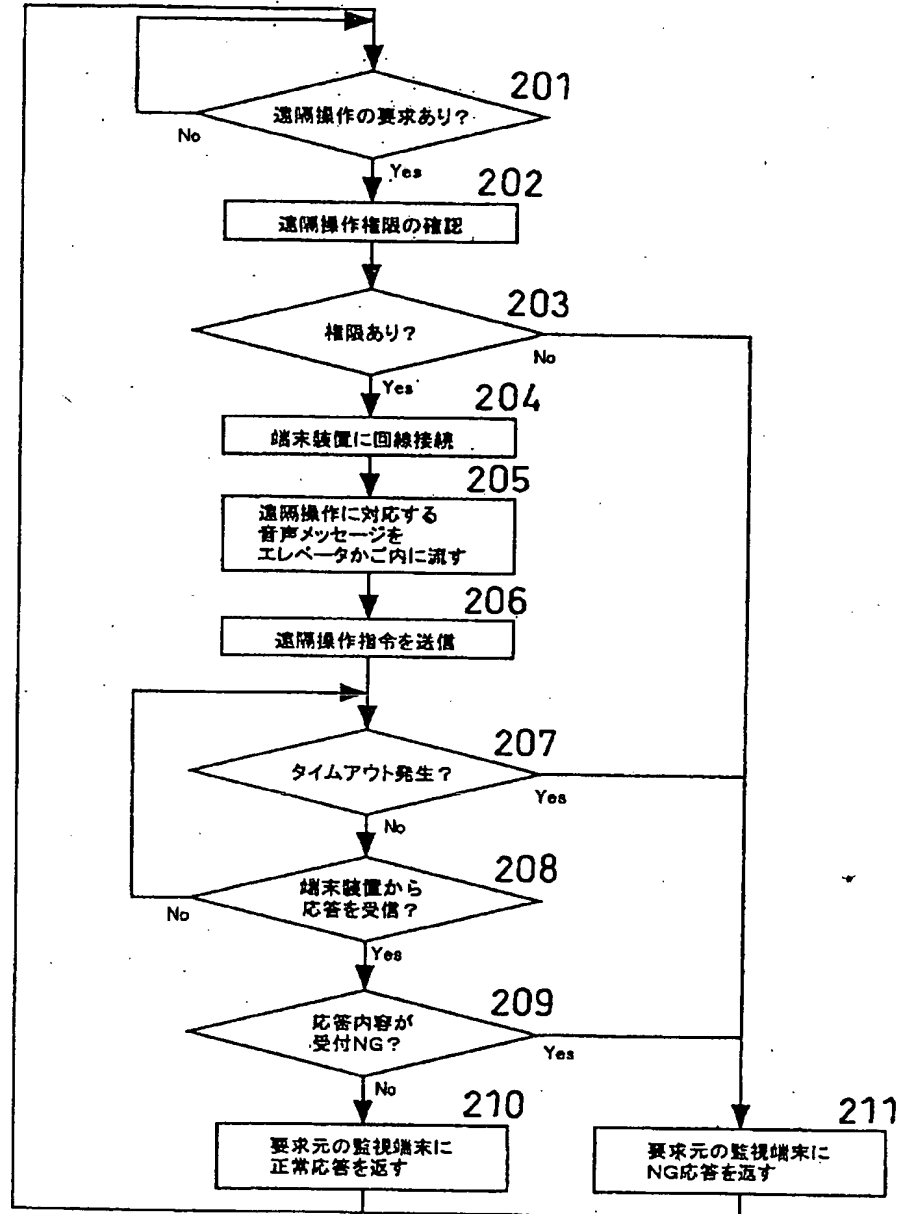 201
遠隔操作の要求あり?
No
Yes
202
遠隔操作権限の確認
203
権限あり?
No
Yes
204
端末装置に回線接続
205
遠隔操作に対応する
音声メッセージを
エレベータかご内に流す
206
遠隔操作指令を送信
207
タイムアウト発生?
Yes
No
208
端末装置から
応答を受信?
No
Yes
209
応答内容が
受付NG?
Yes
No
210
要求元の監視端末に
正常応答を返す
211
要求元の監視端末に
NG応答を返す